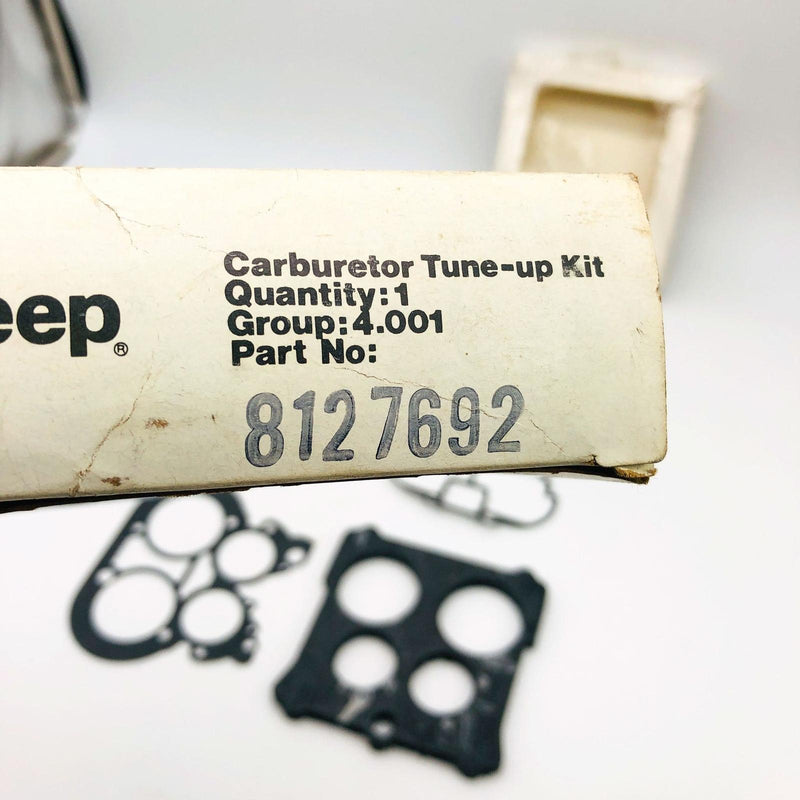 eep®
Carburetor Tune-up Kit
Quantity: 1
Group: 4.001
Part No:
8127692